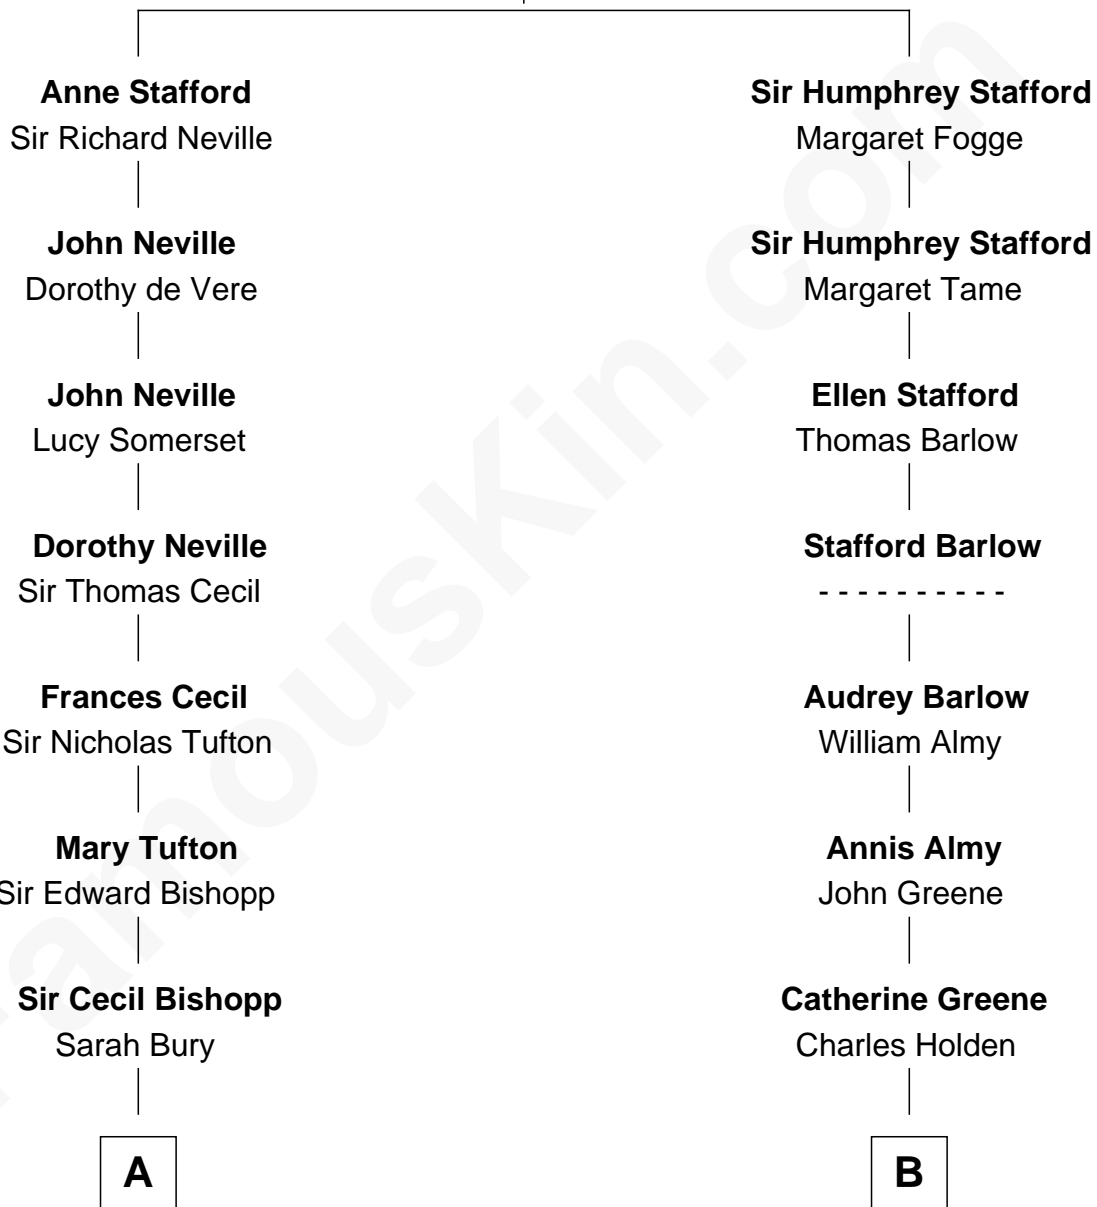 Anne Stafford
Sir Richard Neville
John Neville
Dorothy de Vere
John Neville
Lucy Somerset
Dorothy Neville
Sir Thomas Cecil
Frances Cecil
Sir Nicholas Tufton
Mary Tufton
Sir Edward Bishopp
Sir Cecil Bishopp
Sarah Bury
A
Sir Humphrey Stafford
Margaret Fogge
Sir Humphrey Stafford
Margaret Tame
Ellen Stafford
Thomas Barlow
Stafford Barlow
- - - - - - - - - -
Audrey Barlow
William Almy
Annis Almy
John Greene
Catherine Greene
Charles Holden
B
FamousKin.com